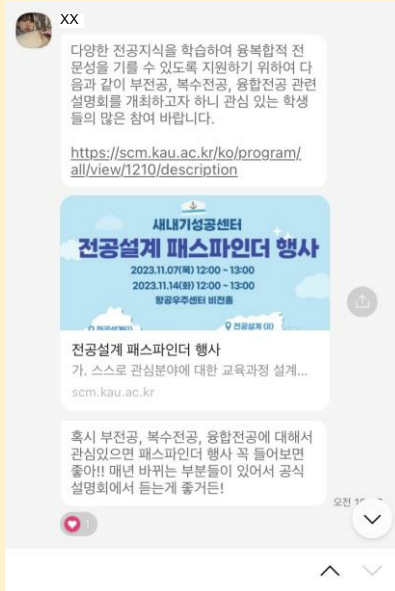 XX
다양한 전공지식을 학습하여 융복합적 전
문성을 기를 수 있도록 지원하기 위하여 다
음과 같이 부전공, 복수전공, 융합전공 관련
설명회를 개최하고자 하니 관심 있는 학생
들의 많은 참여 바랍니다.
https://scm.kau.ac.kr/ko/program/
all/view/1210/description
새내기성공센터
전공설계 패스파인더 행사
2023.11.07(목) 12:00 ~ 13:00
2023.11.14(화) 12:00 ~ 13:00
항공우주센터 비전홀
전공설계 (II)
전공설계 패스파인더 행사
가. 스스로 관심분야에 대한 교육과정 설계...
scm.kau.ac.kr
혹시 부전공, 복수전공, 융합전공에 대해서
관심있으면 패스파인더 행사 꼭 들어보면
좋아!! 매년 바뀌는 부분들이 있어서 공식
설명회에서 듣는게 좋거든!
오전
1